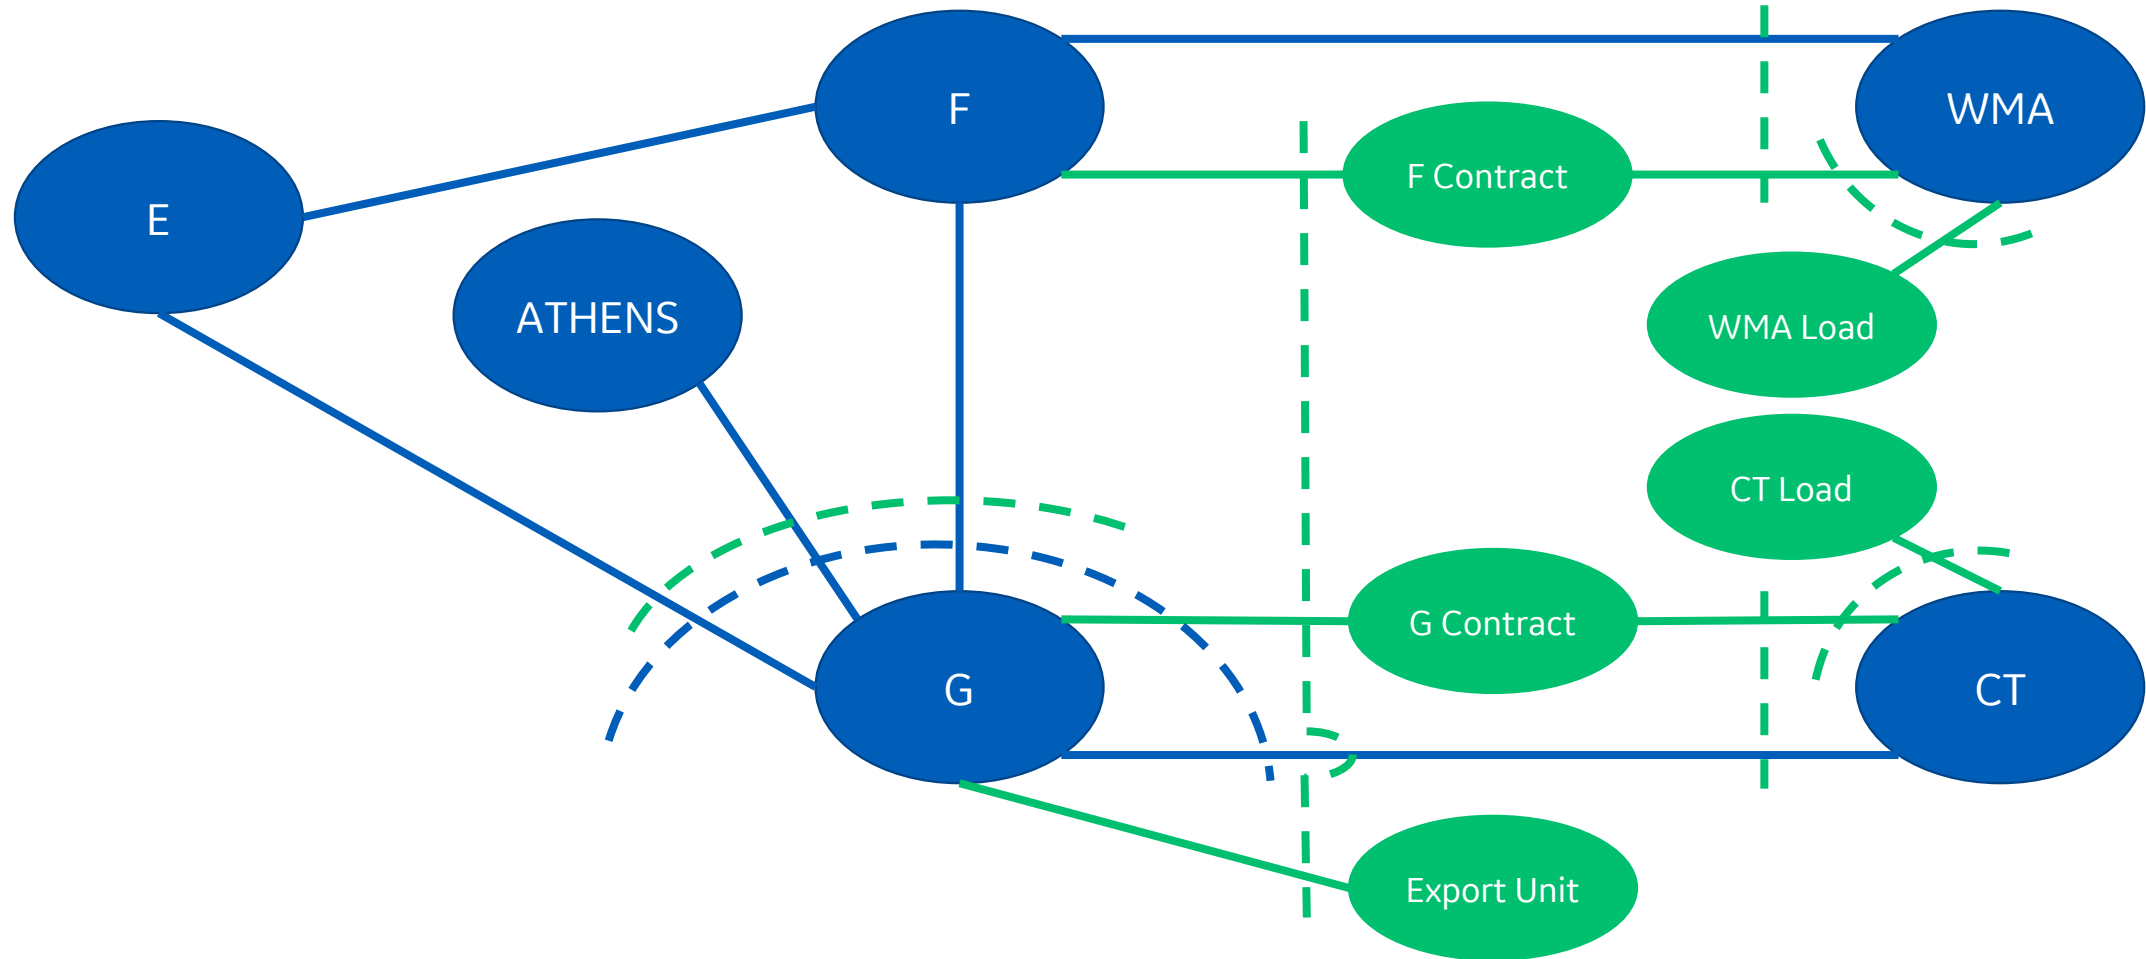 F
WMA
F Contract
E
ATHENS
WMA Load
CT Load
G Contract
G
CT
Export Unit